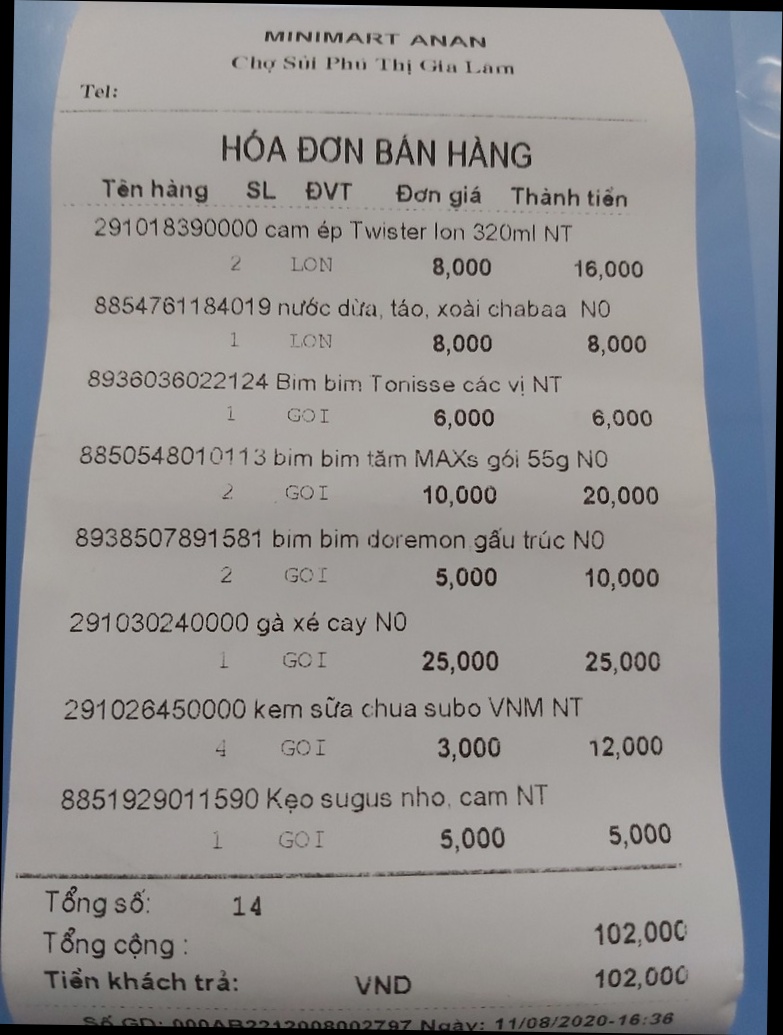 MINIMART ANAN
Chợ Sủi Phú Thị Gia Lâm
Tel:
HÓA ĐƠN BÁN HÀNG
Tên hàng SL ĐVT Đơn giá Thành tiền
291018390000 cam ép Twister lon 320ml NT
2 LON 8,000 16,000
8854761184019 nước dừa, táo, xoài chabaa N0
1 LON 8,000 8,000
8936036022124 Bim bim Tonisse các vị NT
1 GOI 6,000 6,000
8850548010113 bim bim tăm MAXs gói 55g N0
2 GOI 10,000 20,000
8938507891581 bim bim doremon gấu trúc N0
2 GOI 5,000 10,000
291030240000 gà xé cay N0
1 GOI 25,000 25,000
291026450000 kem sữa chua subo VNM NT
4 GOI 3,000 12,000
8851929011590 Kẹo sugus nho, cam NT
1 GOI 5,000 5,000
Tổng số: 14
Tổng cộng : 102,000
Tiền khách trả: VND 102,000
Số GD: 000AB2212008002797 Ngày: 11/08/2020-16:36